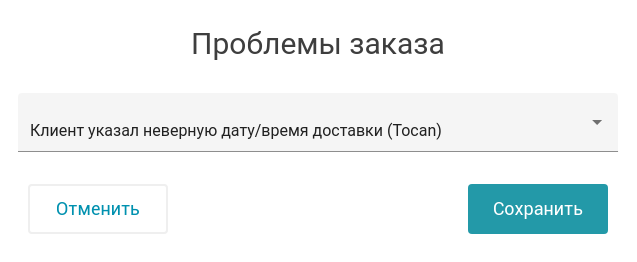 Проблемы заказа
Клиент указал неверную дату/время доставки (Tocan)
Отменить
Сохранить